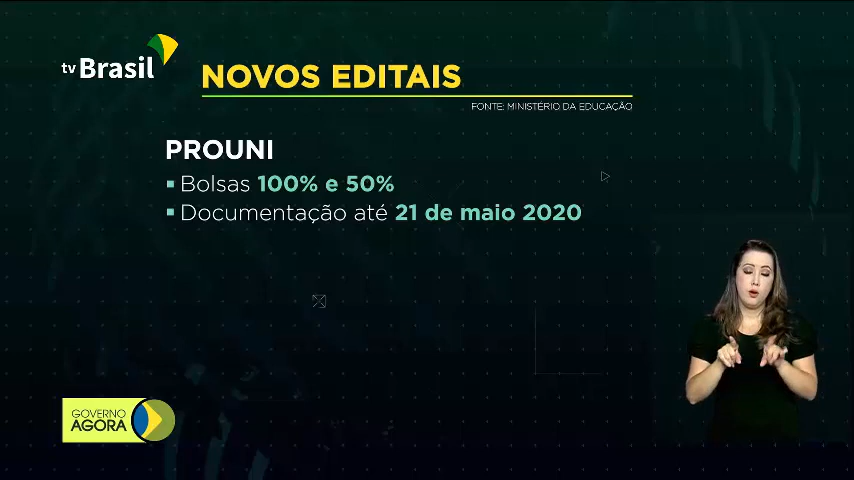 tv Brasil
NOVOS EDITAIS
FONTE: MINISTÉRIO DA EDUCAÇÃO
PROUNI
Bolsas 100% e 50%
Documentação até 21 de maio 2020
GOVERNO
AGORA